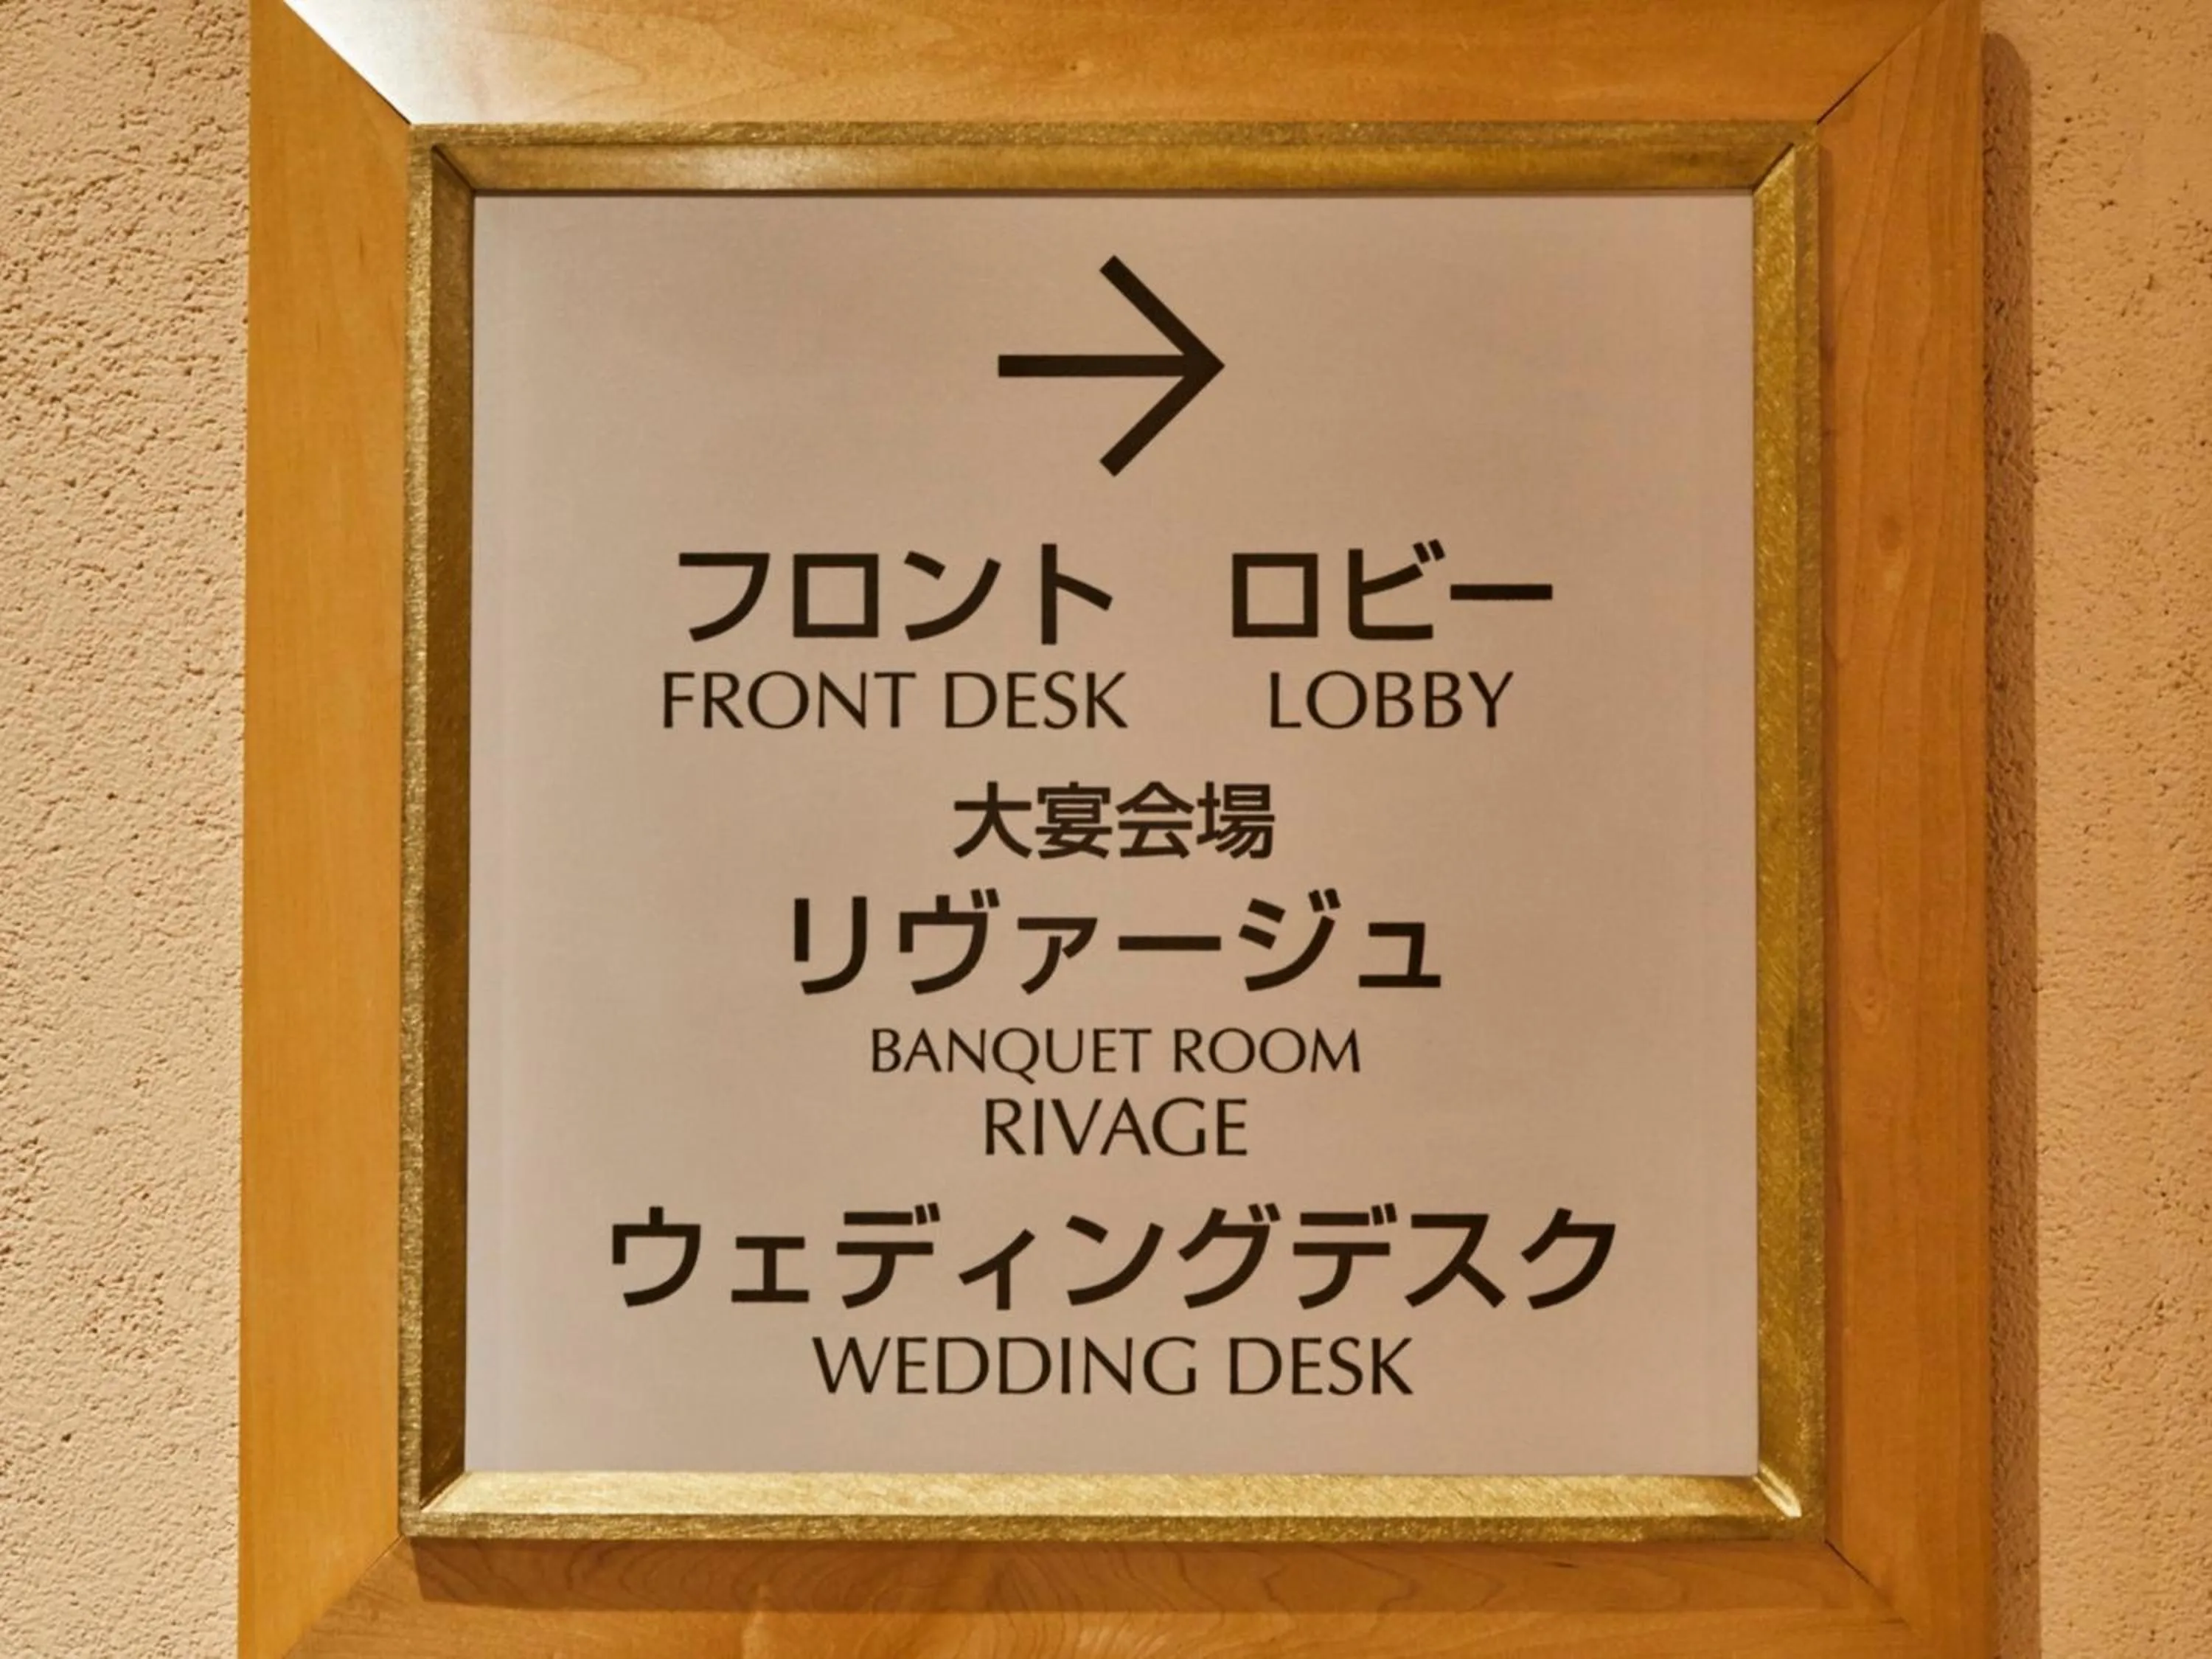 フロント ロビー
FRONT DESK LOBBY
大宴会場
リヴァージュ
BANQUET ROOM
RIVAGE
ウェディングデスク
WEDDING DESK